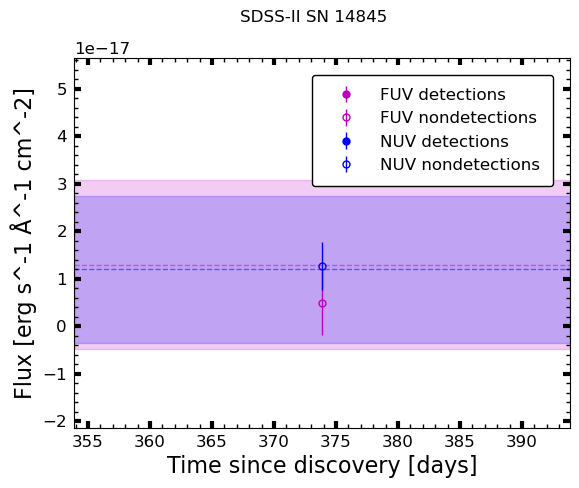 SDSS-II SN 14845
1e−17
FUV detections
FUV nondetections
NUV detections
NUV nondetections
5
4
3
2
1
0
−1
−2
Flux [erg s^-1 Å^-1 cm^-2]
355 360 365 370 375 380 385 390
Time since discovery [days]